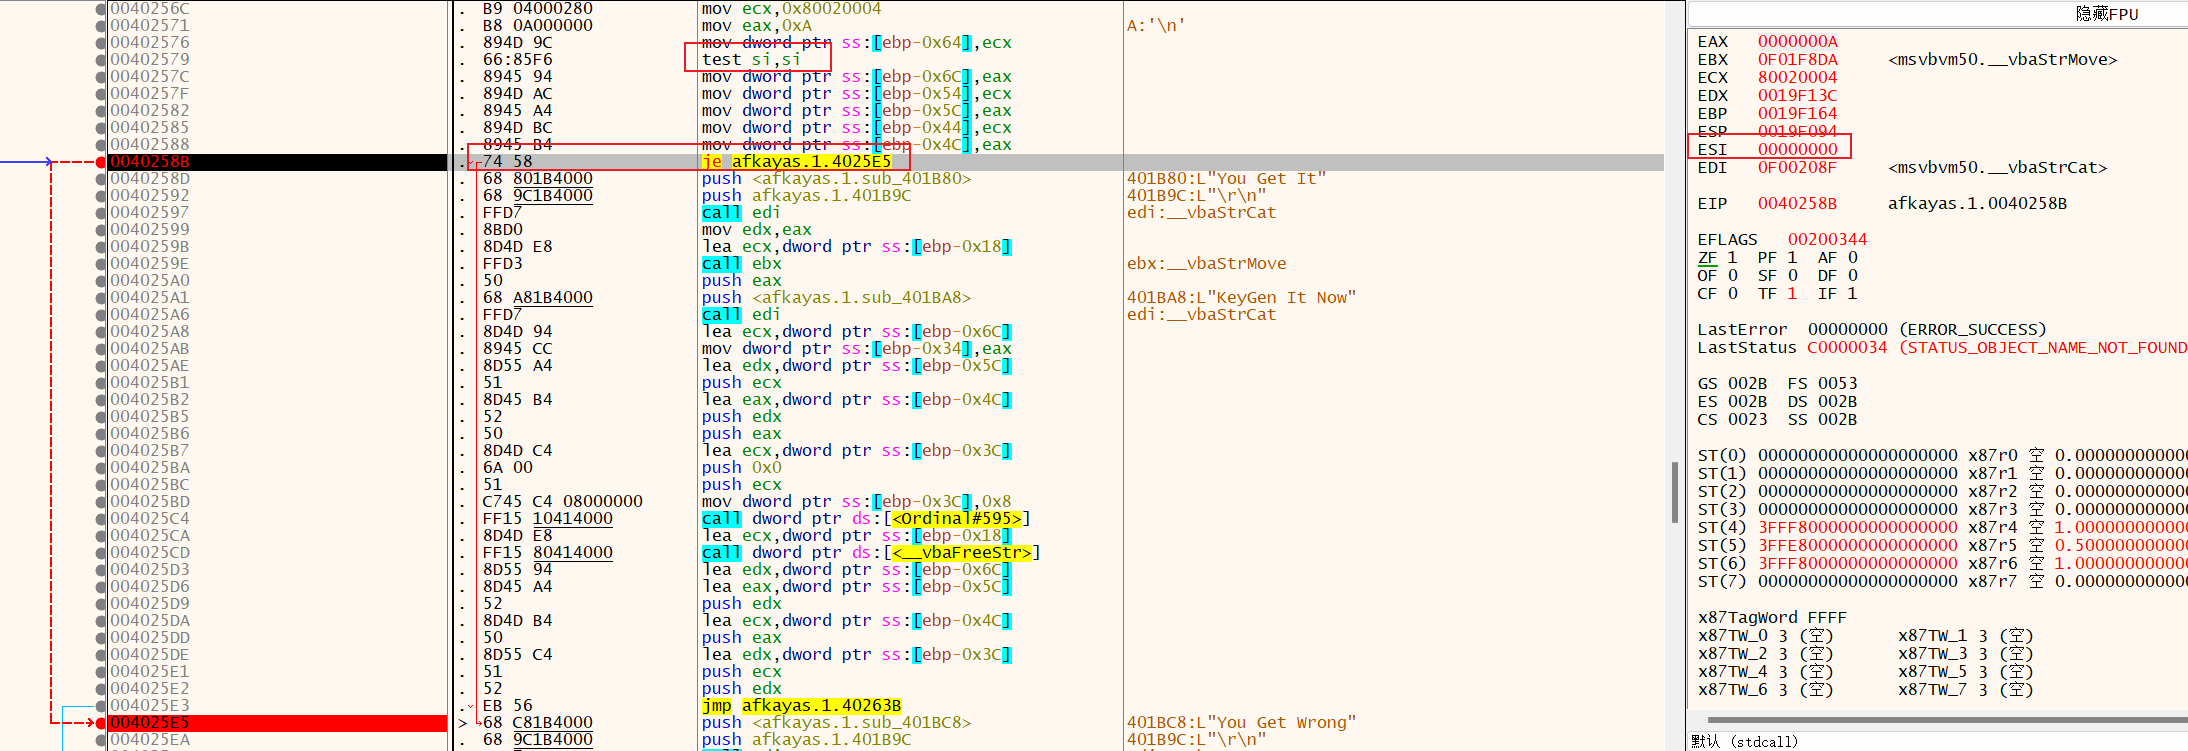 0040256C . B9 04000280 mov ecx,0x80020004
00402571 . B8 0A000000 mov eax,0xA A:'\n'
00402576 . 894D 9C mov dword ptr ss:[ebp-0x64],ecx
00402579 . 66:85F6 test si,si
0040257C . 8945 94 mov dword ptr ss:[ebp-0x6C],eax
0040257F . 894D AC mov dword ptr ss:[ebp-0x54],ecx
00402582 . 8945 A4 mov dword ptr ss:[ebp-0x5C],eax
00402585 . 894D BC mov dword ptr ss:[ebp-0x44],ecx
00402588 . 8945 B4 mov dword ptr ss:[ebp-0x4C],eax
0040258B . 74 58 je afkayas.1.4025E5
0040258D . 68 801B4000 push <afkayas.1.sub_401B80> 401B80:L"You Get It"
00402592 . 68 9C1B4000 push afkayas.1.401B9C 401B9C:L"\r\n"
00402597 . FFD7 call edi edi:__vbaStrCat
00402599 . 8BD0 mov edx,eax
0040259B . 8D4D E8 lea ecx,dword ptr ss:[ebp-0x18]
0040259E . FFD3 call ebx ebx:__vbaStrMove
004025A0 . 50 push eax
004025A1 . 68 A81B4000 push <afkayas.1.sub_401BA8> 401BA8:L"KeyGen It Now"
004025A6 . FFD7 call edi edi:__vbaStrCat
004025A8 . 8D4D 94 lea ecx,dword ptr ss:[ebp-0x6C]
004025AB . 8945 CC mov dword ptr ss:[ebp-0x34],eax
004025AE . 8D55 A4 lea edx,dword ptr ss:[ebp-0x5C]
004025B1 . 51 push ecx
004025B2 . 8D45 B4 lea eax,dword ptr ss:[ebp-0x4C]
004025B5 . 52 push edx
004025B6 . 50 push eax
004025B7 . 8D4D C4 lea ecx,dword ptr ss:[ebp-0x3C]
004025BA . 6A 00 push 0x0
004025BC . 51 push ecx
004025BD . C745 C4 08000000 mov dword ptr ss:[ebp-0x3C],0x8
004025C4 . FF15 10414000 call dword ptr ds:[<Ordinal#595>]
004025CA . 8D4D E8 lea ecx,dword ptr ss:[ebp-0x18]
004025CD . FF15 80414000 call dword ptr ds:[<__vbaFreeStr>]
004025D3 . 8D55 94 lea edx,dword ptr ss:[ebp-0x6C]
004025D6 . 8D45 A4 lea eax,dword ptr ss:[ebp-0x5C]
004025D9 . 52 push edx
004025DA . 8D4D B4 lea ecx,dword ptr ss:[ebp-0x4C]
004025DD . 50 push eax
004025DE . 8D55 C4 lea edx,dword ptr ss:[ebp-0x3C]
004025E1 . 51 push ecx
004025E2 . 52 push edx
004025E3 . EB 56 jmp afkayas.1.40263B
004025E5 > 68 C81B4000 push <afkayas.1.sub_401BC8> 401BC8:L"You Get Wrong"
004025EA . 68 9C1B4000 push afkayas.1.401B9C 401B9C:L"\r\n"
隐藏FPU
EAX 0000000A
EBX 0F01F8DA <msvbvm50.__vbaStrMove>
ECX 80020004
EDX 0019F13C
EBP 0019F164
ESP 0019F094
ESI 00000000
EDI 0F00208F <msvbvm50.__vbaStrCat>
EIP 0040258B afkayas.1.0040258B
EFLAGS 00200344
ZF 1 PF 1 AF 0
OF 0 SF 0 DF 0
CF 0 TF 1 IF 1
LastError 00000000 (ERROR_SUCCESS)
LastStatus C0000034 (STATUS_OBJECT_NAME_NOT_FOUND
GS 002B FS 0053
ES 002B DS 002B
CS 0023 SS 002B
ST(0) 00000000000000000000 x87r0 空 0.000000000000
ST(1) 00000000000000000000 x87r1 空 0.000000000000
ST(2) 00000000000000000000 x87r2 空 0.000000000000
ST(3) 00000000000000000000 x87r3 空 0.000000000000
ST(4) 3FFF8000000000000000 x87r4 空 1.000000000000
ST(5) 3FFE8000000000000000 x87r5 空 0.500000000000
ST(6) 3FFF8000000000000000 x87r6 空 1.000000000000
ST(7) 00000000000000000000 x87r7 空 0.000000000000
x87TagWord FFFF
x87TW_0 3 (空) x87TW_1 3 (空)
x87TW_2 3 (空) x87TW_3 3 (空)
x87TW_4 3 (空) x87TW_5 3 (空)
x87TW_6 3 (空) x87TW_7 3 (空)
默认 (stdcall)